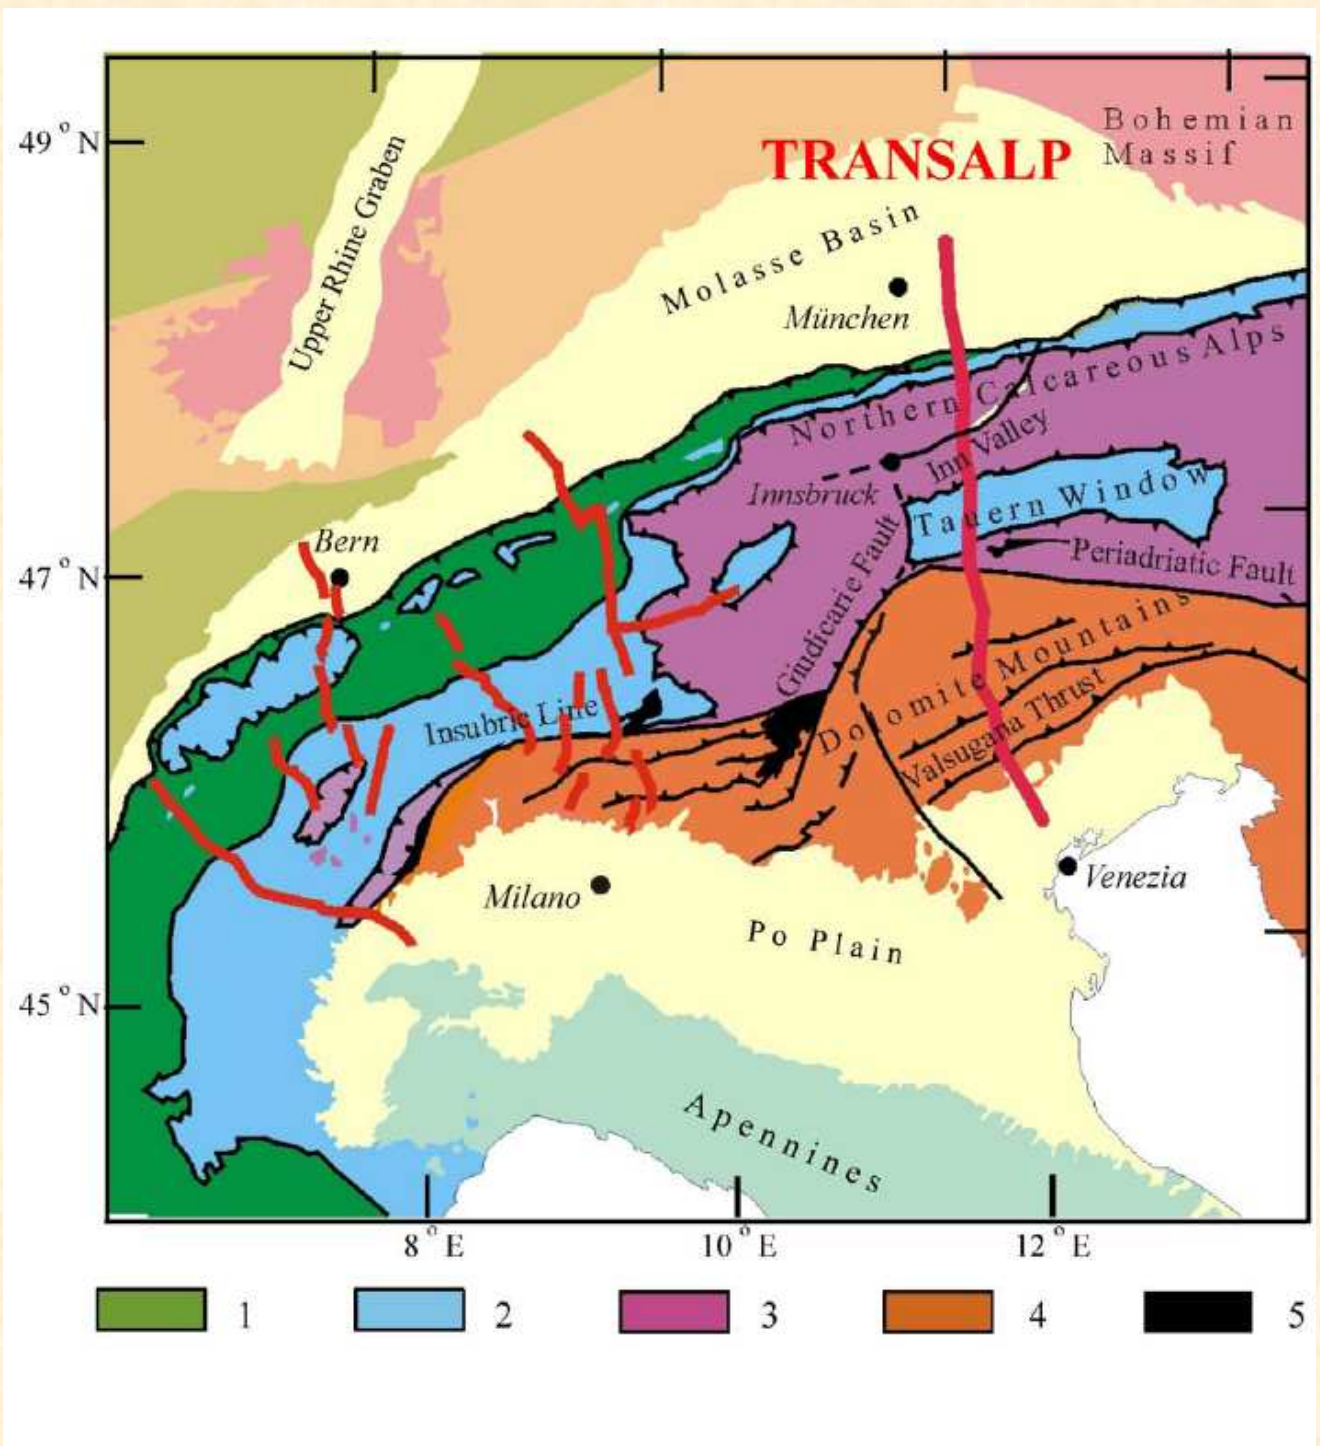 49° N
Bohemian
Massif
TRANSALP
Upper Rhine Graben
Molasse Basin
München
Northern Calcareous Alps
Inn Valley
Innsbruck
Tauern Window
Bern
47° N
Periadriatic Fault
Giudicarie Fault
Dolomite Mountains
Insubric Line
Valsugana Thrust
Milano
Venezia
Po Plain
45° N
Apennines
8° E
10° E
12° E
1
2
3
4
5